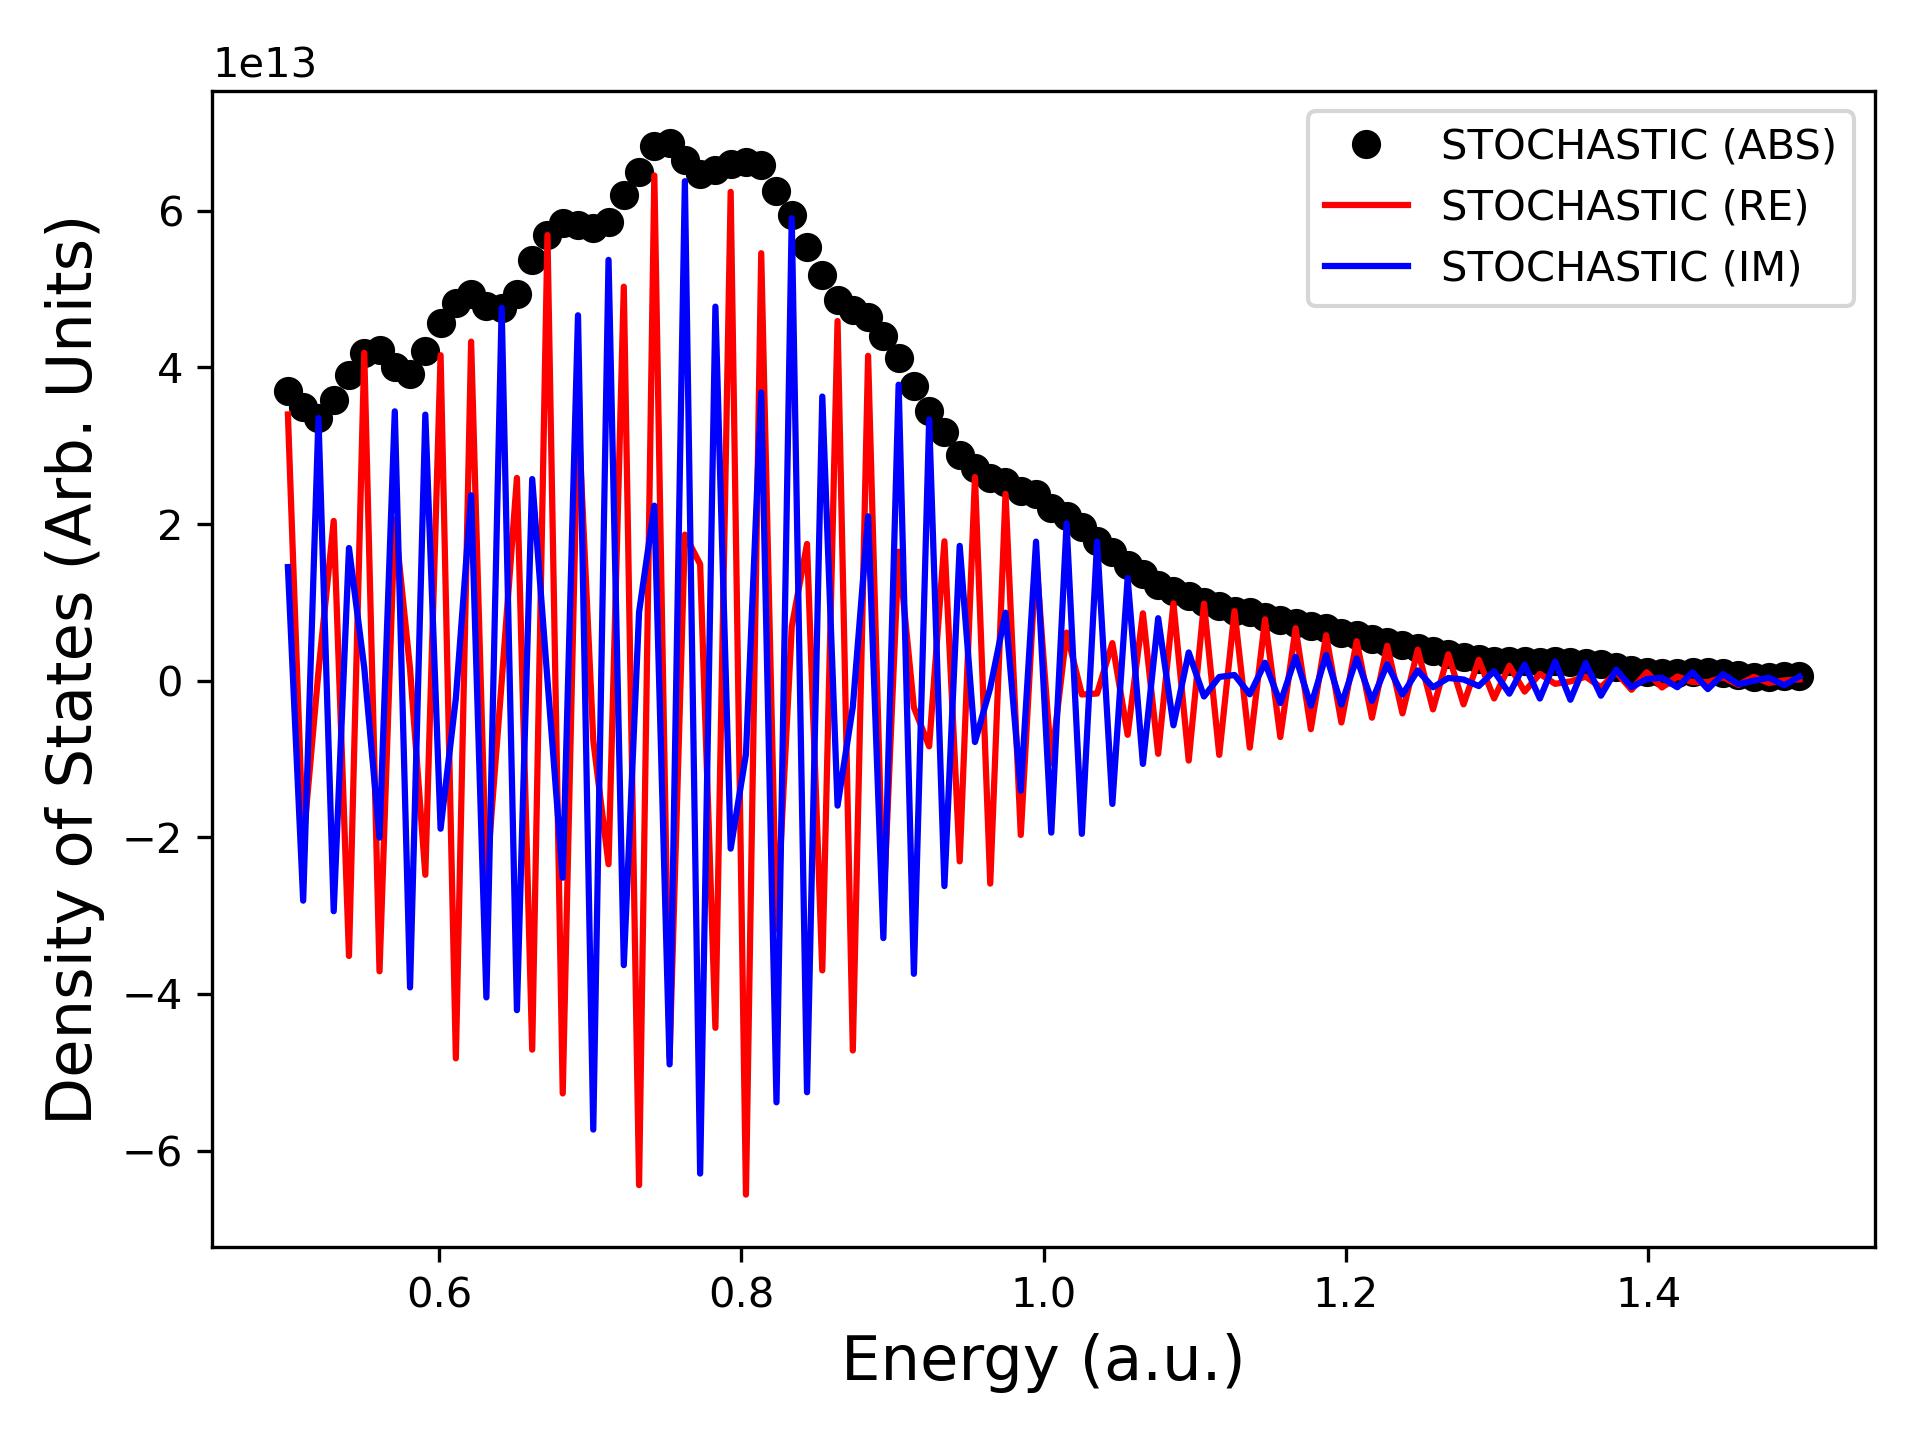 1e13
STOCHASTIC (ABS)
STOCHASTIC (RE)
STOCHASTIC (IM)
Density of States (Arb. Units)
6
4
2
0
−2
−4
−6
0.6 0.8 1.0 1.2 1.4
Energy (a.u.)